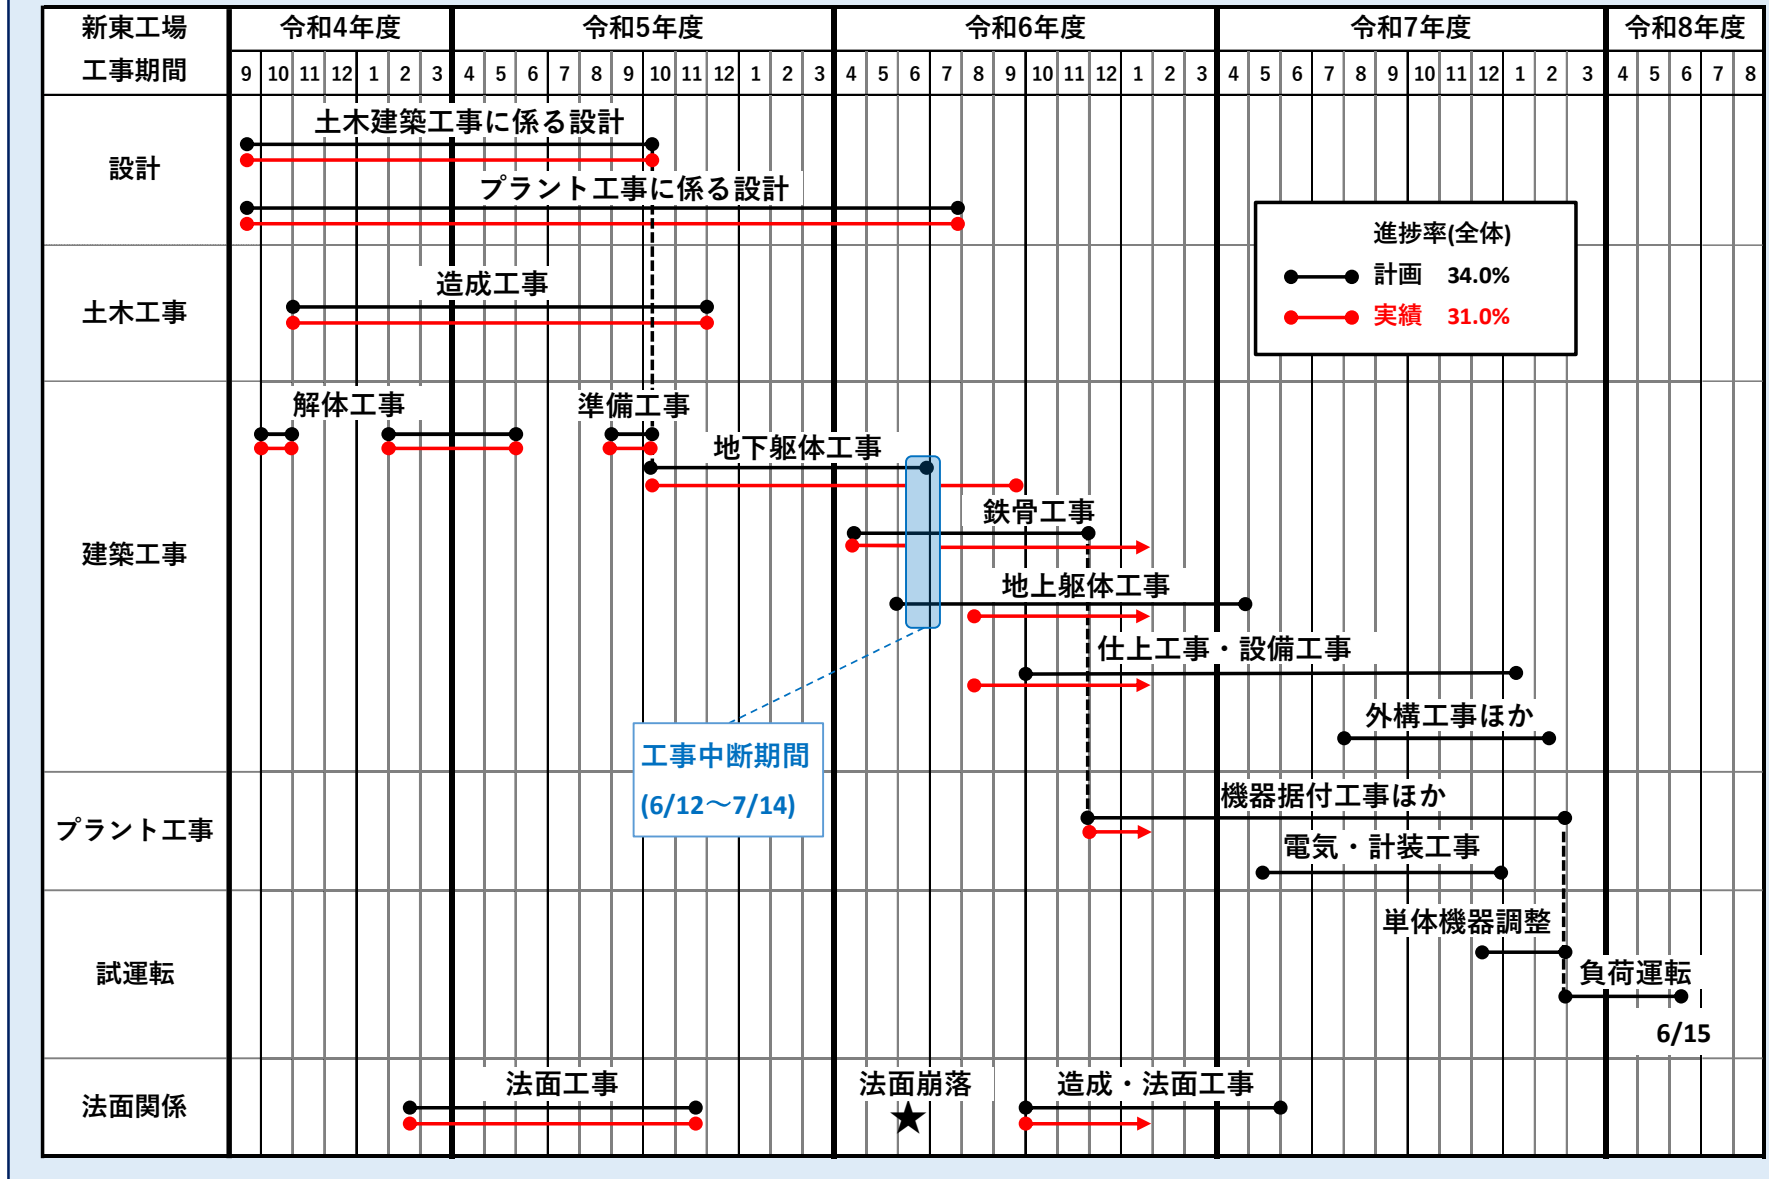 新東工場
工事期間
令和4年度 令和5年度 令和6年度 令和7年度 令和8年度
9 10 11 12 1 2 3 4 5 6 7 8 9 10 11 12 1 2 3 4 5 6 7 8 9 10 11 12 1 2 3 4 5 6 7 8 9 10 11 12 1 2 3 4 5 6 7 8
設計
土木建築工事に係る設計
プラント工事に係る設計
進捗率(全体)
計画 34.0%
実績 31.0%
土木工事
造成工事
建築工事
解体工事
準備工事
地下躯体工事
鉄骨工事
地上躯体工事
仕上工事・設備工事
外構工事ほか
工事中断期間
(6/12～7/14)
プラント工事
機器据付工事ほか
電気・計装工事
試運転
単体機器調整
負荷運転
6/15
法面関係
法面工事
法面崩落
造成・法面工事